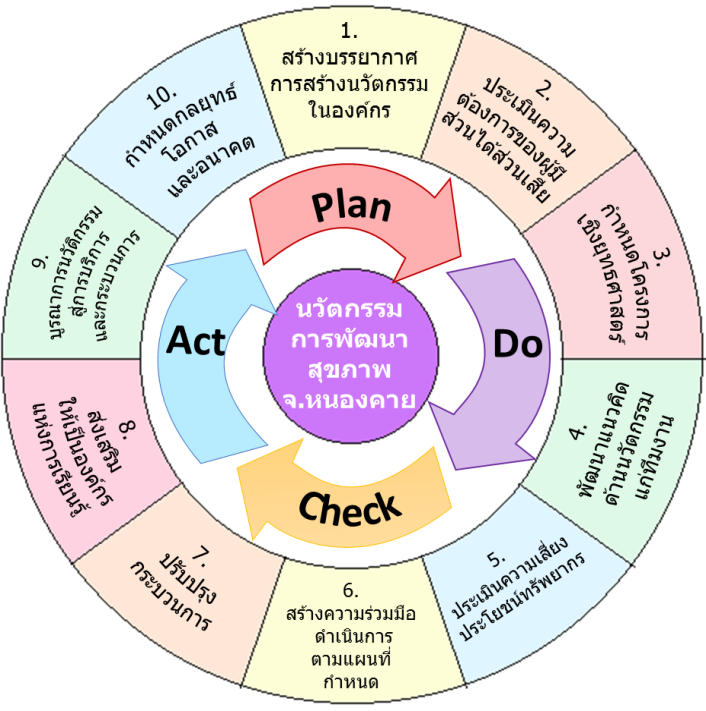 1.
สร้างบรรยากาศ
การสร้างนวัตกรรม
ในองค์กร
2.
ประเมินความ
ต้องการของผู้มี
ส่วนได้ส่วนเสีย
3.
กำหนดโครงการ
เชิงยุทธศาสตร์
4.
พัฒนาแนวคิด
ด้านนวัตกรรม
แก่ทีมงาน
5.
ประเมินความเสี่ยง
ประโยชน์ทรัพยากร
6.
สร้างความร่วมมือ
ดำเนินการ
ตามแผนที่
กำหนด
7.
ปรับปรุง
กระบวนการ
8.
ส่งเสริม
ให้เป็นองค์กร
แห่งการเรียนรู้
9.
บูรณาการนวัติกรรม
สู่การบริการ
และกระบวนการ
10.
กำหนดกลยุทธ์
โอกาส
และอนาคต
Plan
Do
Check
Act
นวัตกรรม
การพัฒนา
สุขภาพ
จ.หนองคาย